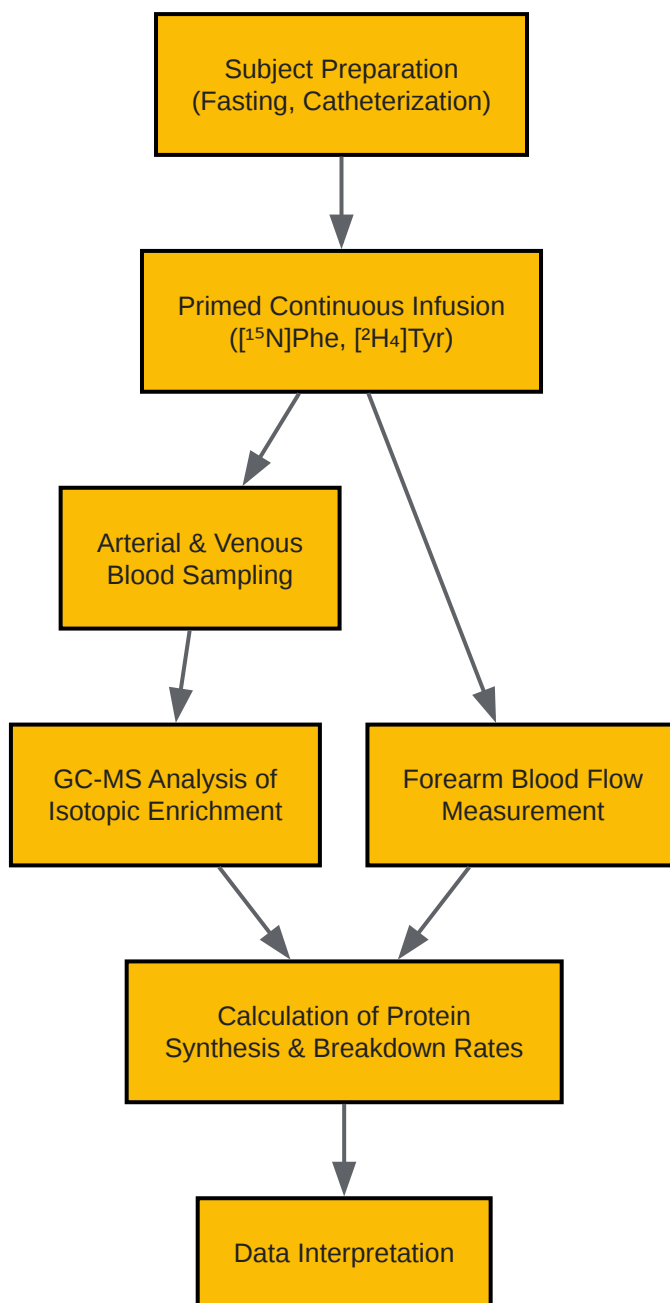 Subject Preparation
(Fasting, Catheterization)
Primed Continuous Infusion
([¹⁵N]Phe, [²H₄]Tyr)
Arterial & Venous
Blood Sampling
GC-MS Analysis of
Isotopic Enrichment
Forearm Blood Flow
Measurement
Calculation of Protein
Synthesis & Breakdown Rates
Data Interpretation